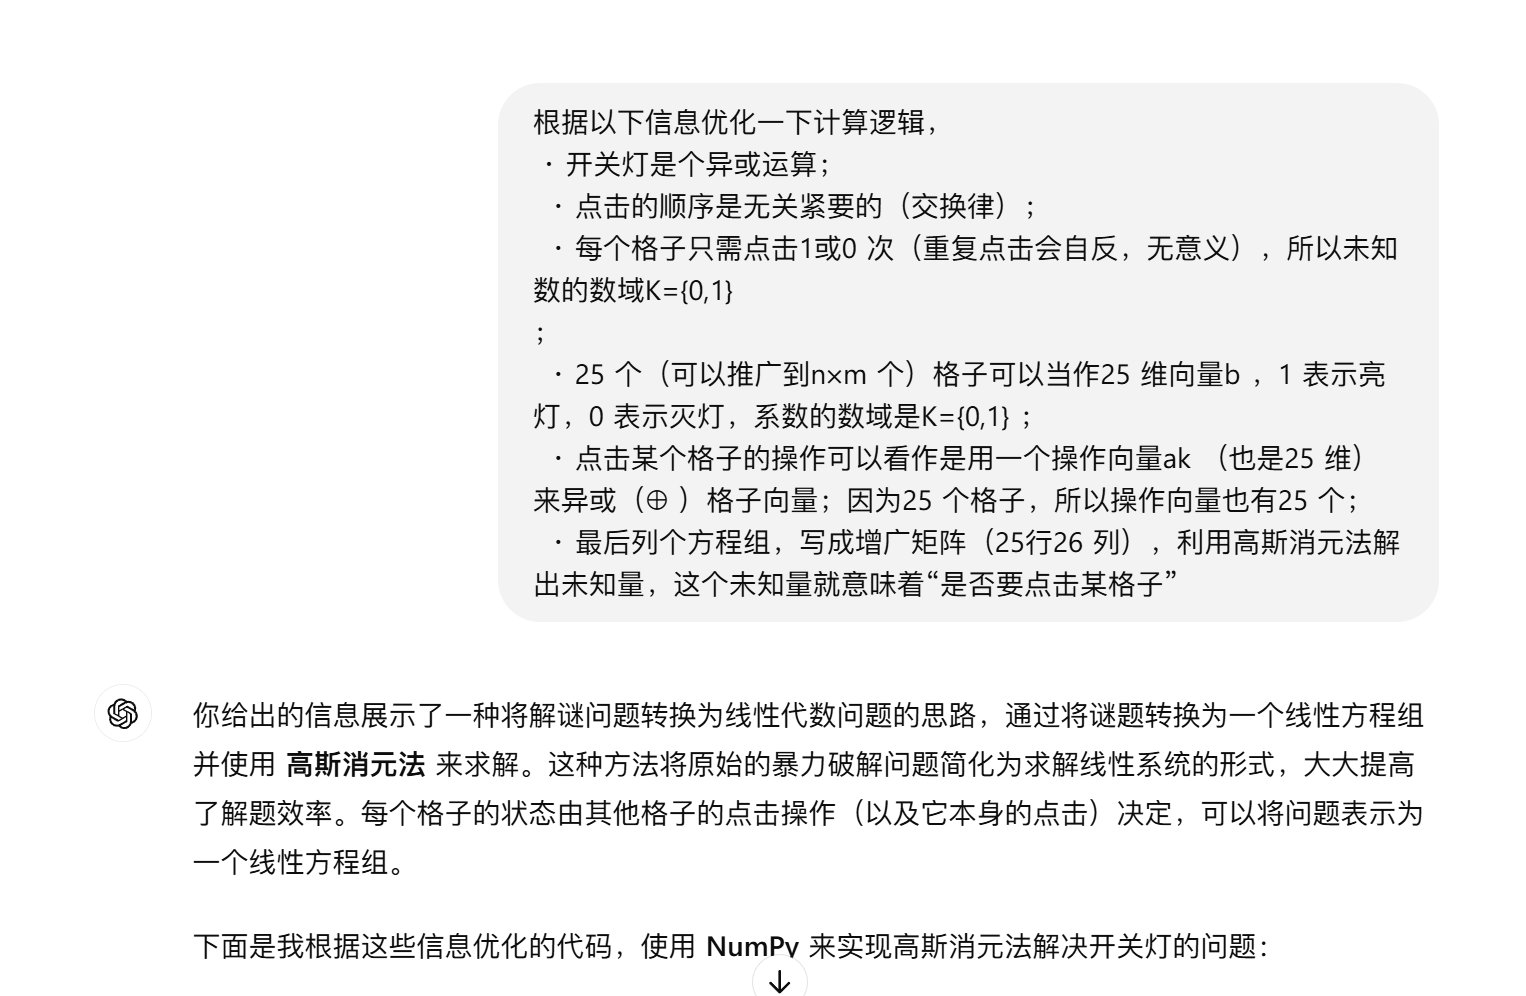 根据以下信息优化一下计算逻辑，
· 开关灯是个异或运算；
· 点击的顺序是无关紧要的（交换律）；
· 每个格子只需点击1或0 次（重复点击会自反，无意义），所以未知
数的数域K={0,1}
；
· 25 个（可以推广到n×m 个）格子可以当作25 维向量b ，1 表示亮
灯，0 表示灭灯，系数的数域是K={0,1} ；
· 点击某个格子的操作可以看作是用一个操作向量ak （也是25 维）
来异或（⊕ ）格子向量；因为25 个格子，所以操作向量也有25 个；
· 最后列个方程组，写成增广矩阵（25行26 列），利用高斯消元法解
出未知量，这个未知量就意味着“是否要点击某格子”
你给出的信息展示了一种将解谜问题转换为线性代数问题的思路，通过将谜题转换为一个线性方程组
并使用 高斯消元法 来求解。这种方法将原始的暴力破解问题简化为求解线性系统的形式，大大提高
了解题效率。每个格子的状态由其他格子的点击操作（以及它本身的点击）决定，可以将问题表示为
一个线性方程组。
下面是我根据这些信息优化的代码，使用 NumPy 来实现高斯消元法解决开关灯的问题：